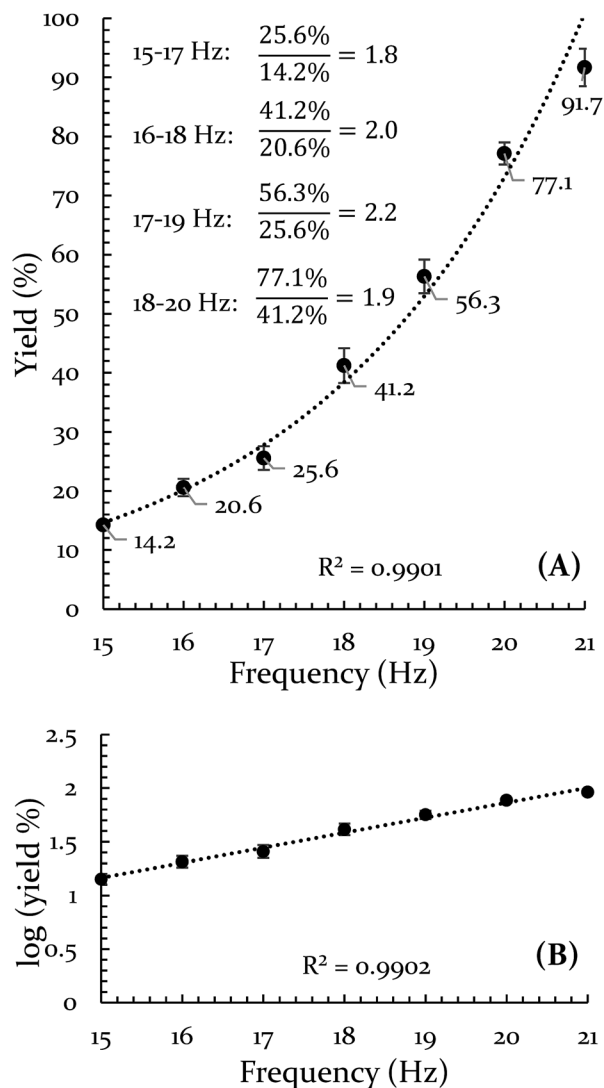 100
90
80
70
60
50
40
30
20
10
0
Yield (%)
15-17 Hz: 25.6% / 14.2% = 1.8
16-18 Hz: 41.2% / 20.6% = 2.0
17-19 Hz: 56.3% / 25.6% = 2.2
18-20 Hz: 77.1% / 41.2% = 1.9
91.7
77.1
56.3
41.2
25.6
20.6
14.2
R² = 0.9901
(A)
15 16 17 18 19 20 21
Frequency (Hz)
2.5
2
1.5
1
0.5
0
log (yield %)
R² = 0.9902
(B)
15 16 17 18 19 20 21
Frequency (Hz)